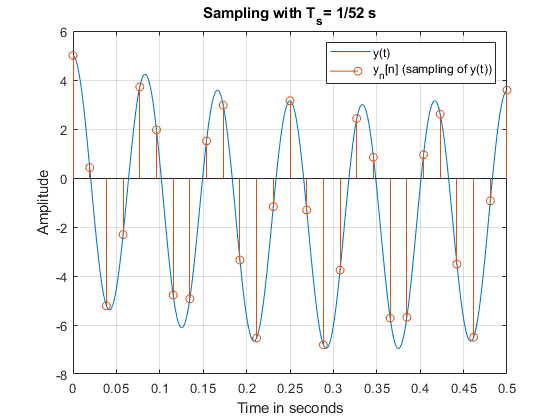 Sampling with Ts= 1/52 s
y(t)
yn[n] (sampling of y(t))
Amplitude
6
4
2
0
-2
-4
-6
-8
0 0.05 0.1 0.15 0.2 0.25 0.3 0.35 0.4 0.45 0.5
Time in seconds